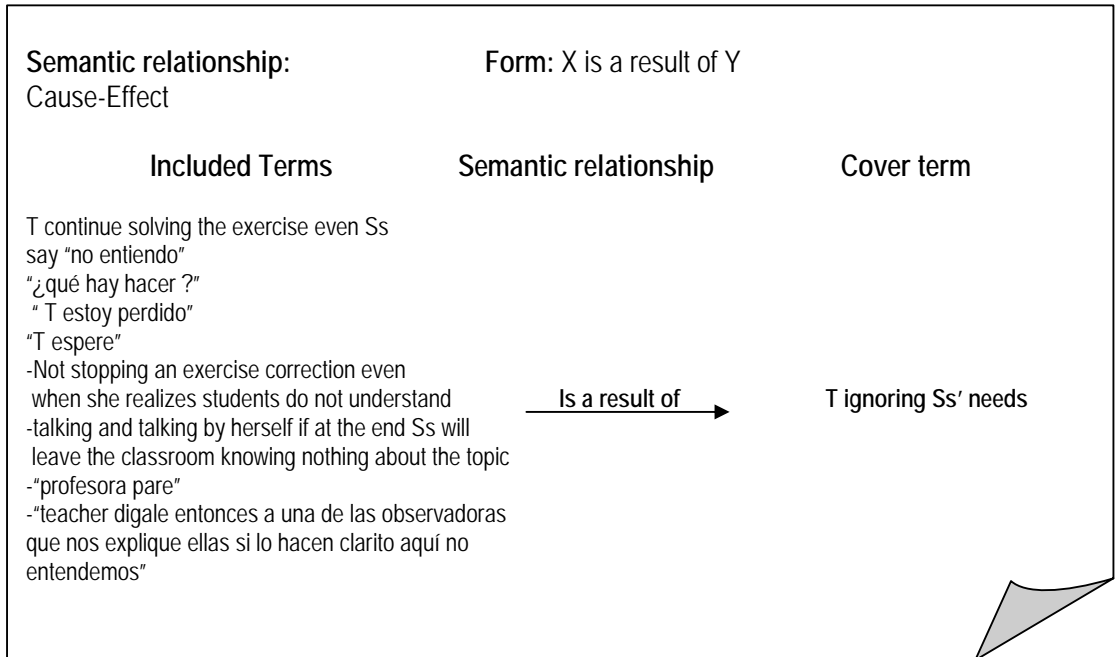 Semantic relationship: Form: X is a result of Y
Cause-Effect
Included Terms Semantic relationship Cover term
T continue solving the exercise even Ss
say “no entiendo”
“¿qué hay hacer ?”
“ T estoy perdido”
“T espere”
-Not stopping an exercise correction even
when she realizes students do not understand
Is a result of
T ignoring Ss’ needs
-talking and talking by herself if at the end Ss will
leave the classroom knowing nothing about the topic
-“profesora pare”
-“teacher digale entonces a una de las observadoras
que nos explique ellas si lo hacen clarito aquí no
entendemos”